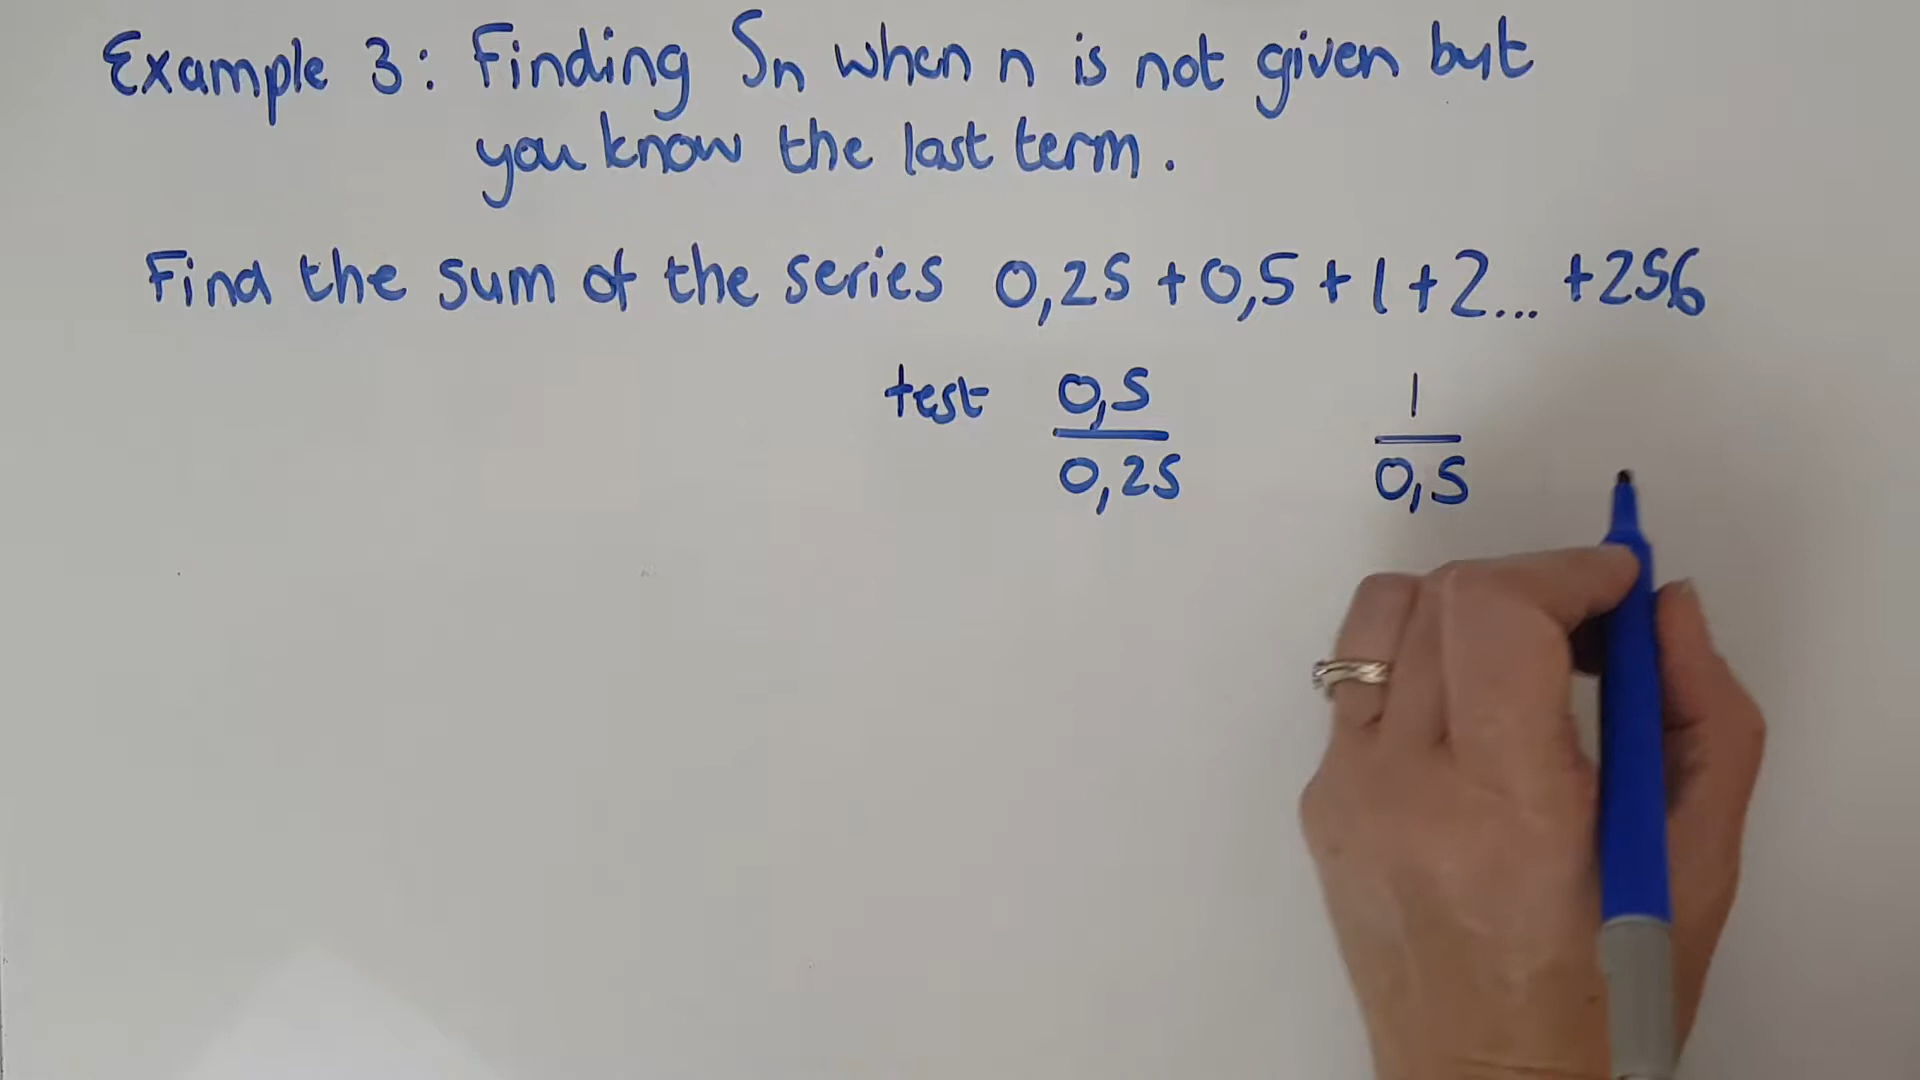 Example 3: Finding Sn when n is not given but
you know the last term.
Find the sum of the series 0,25 + 0,5 + 1 + 2... + 256
test 0,5 1
0,25 0,5